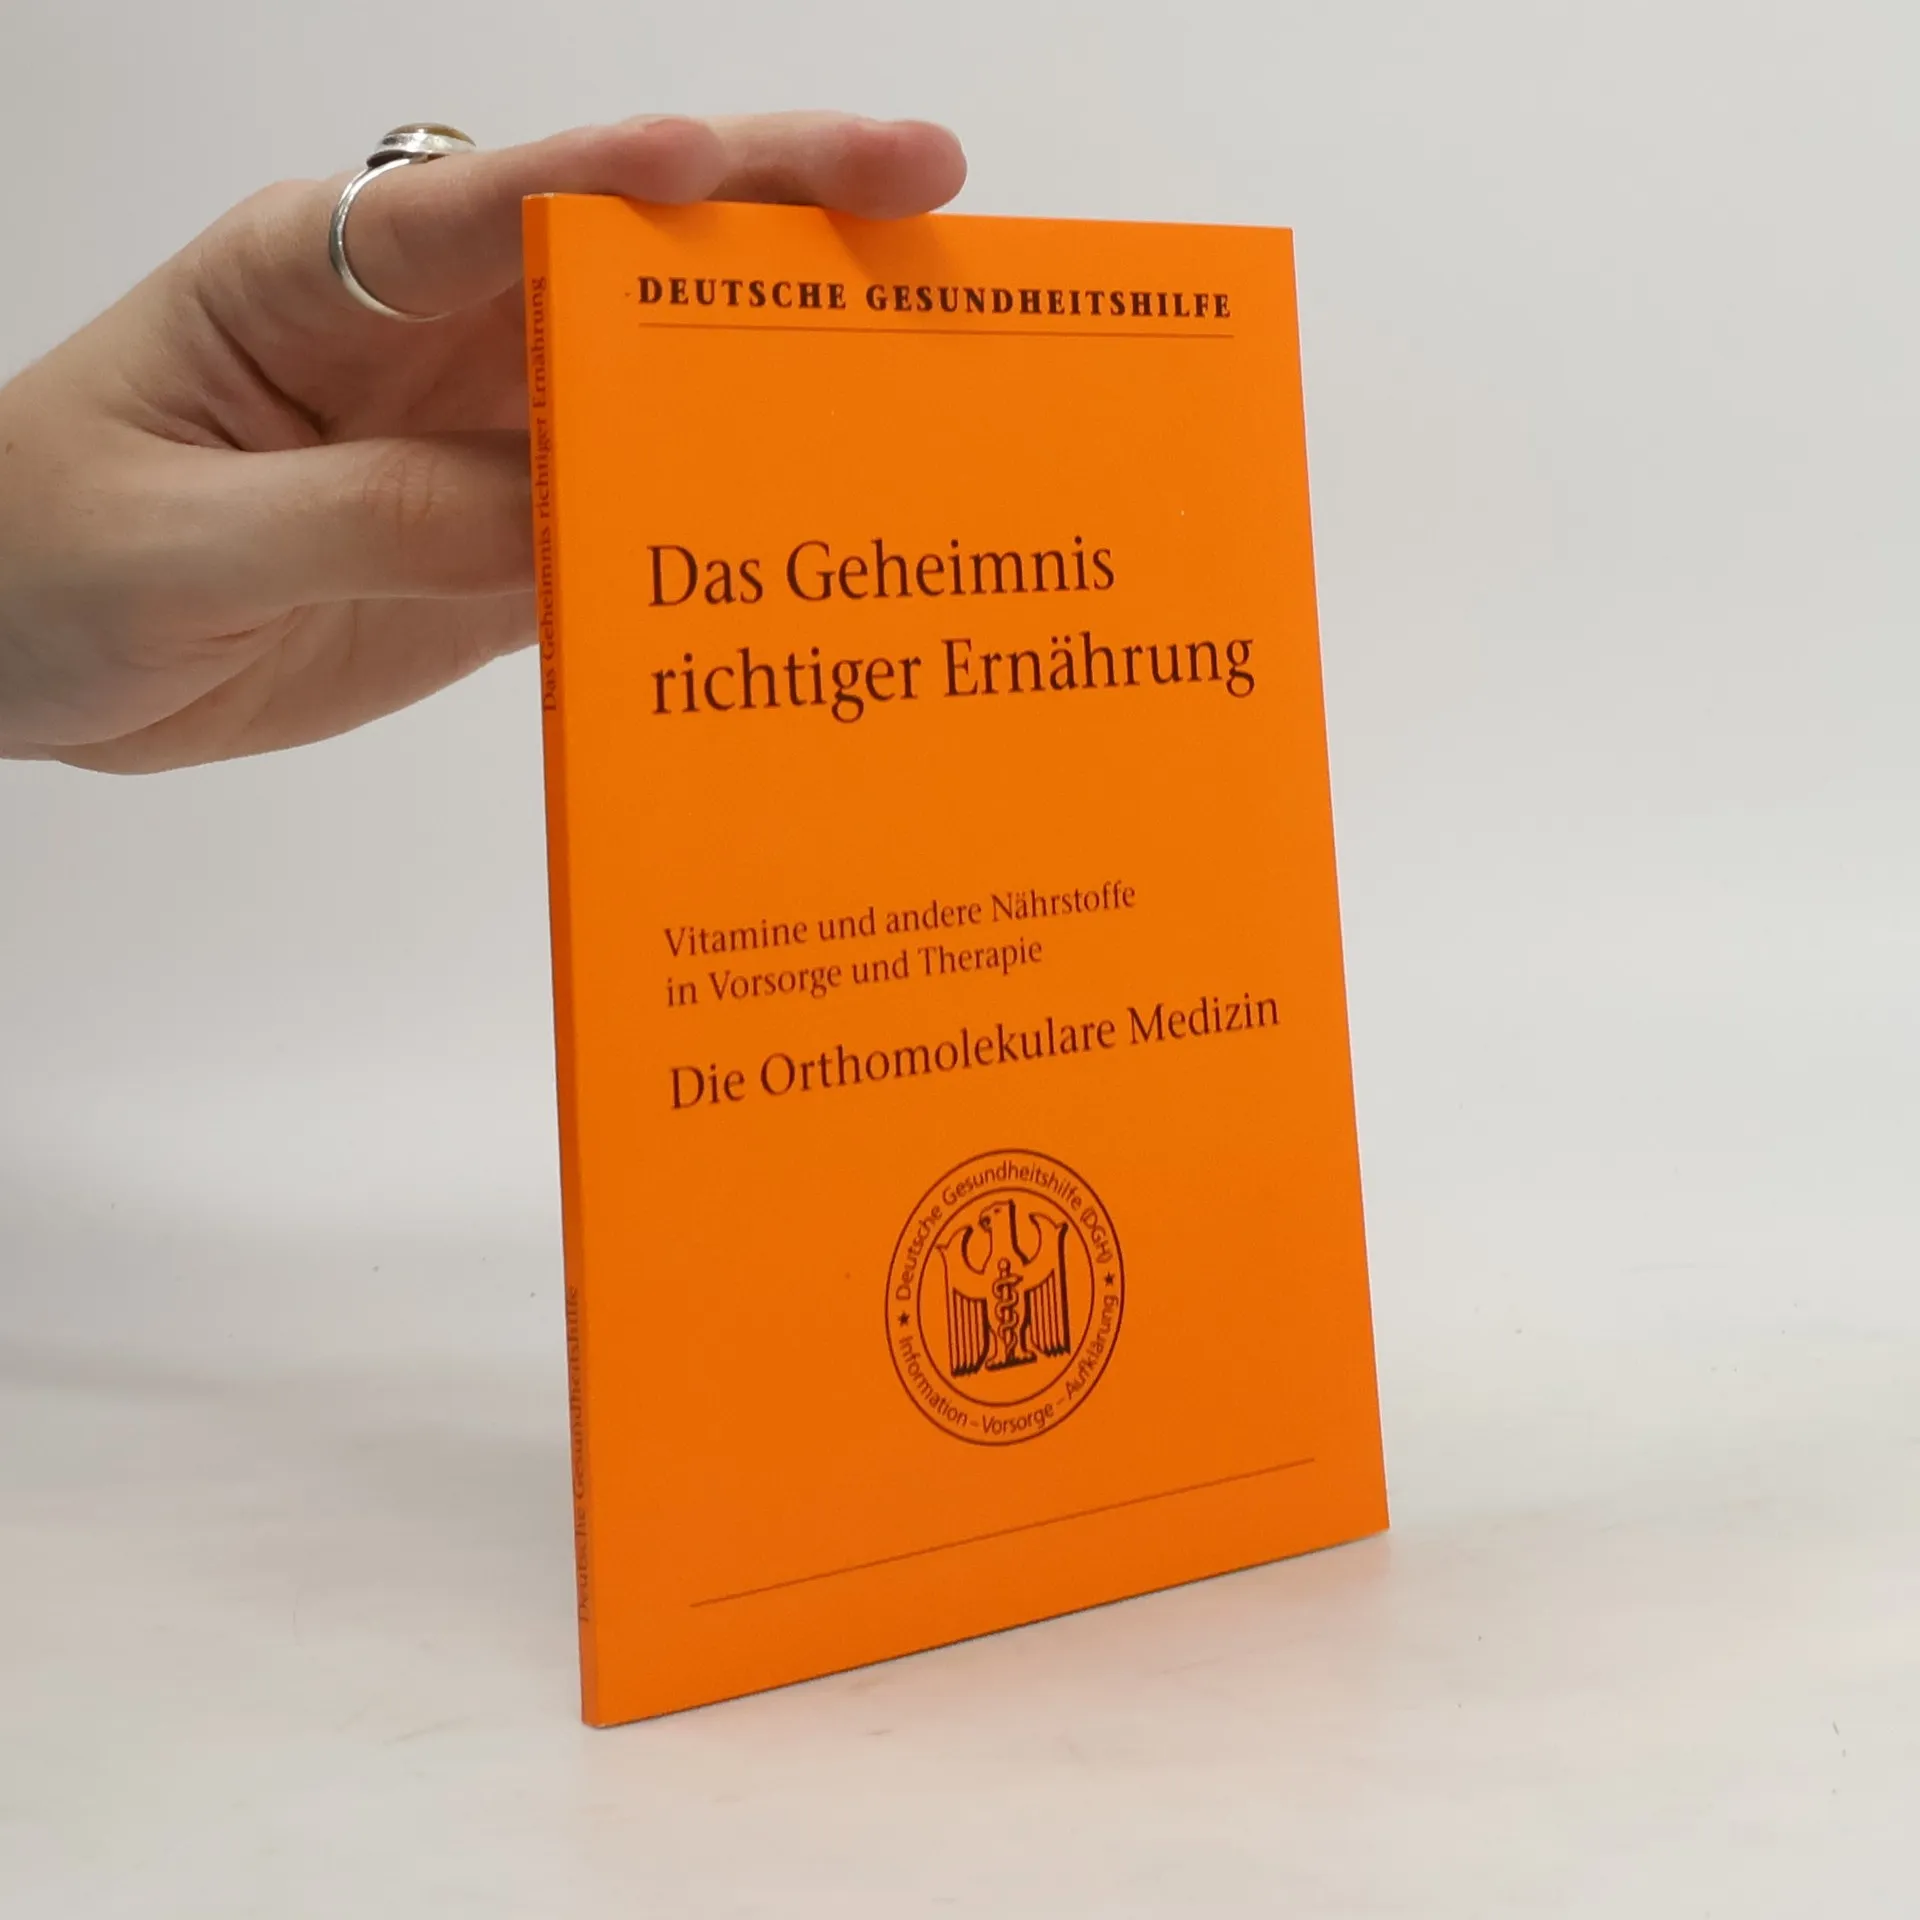 DEUTSCHE GESUNDHEITSHILFE
Das Geheimnis
richtiger Ernährung
Vitamine und andere Nährstoffe
in Vorsorge und Therapie
Die Orthomolekulare Medizin
★ Deutsche Gesundheitshilfe (DGH) ★
Information – Vorsorge – Aufklärung
Das Geheimnis richtiger Ernährung
Deutsche Gesundheitshilfe